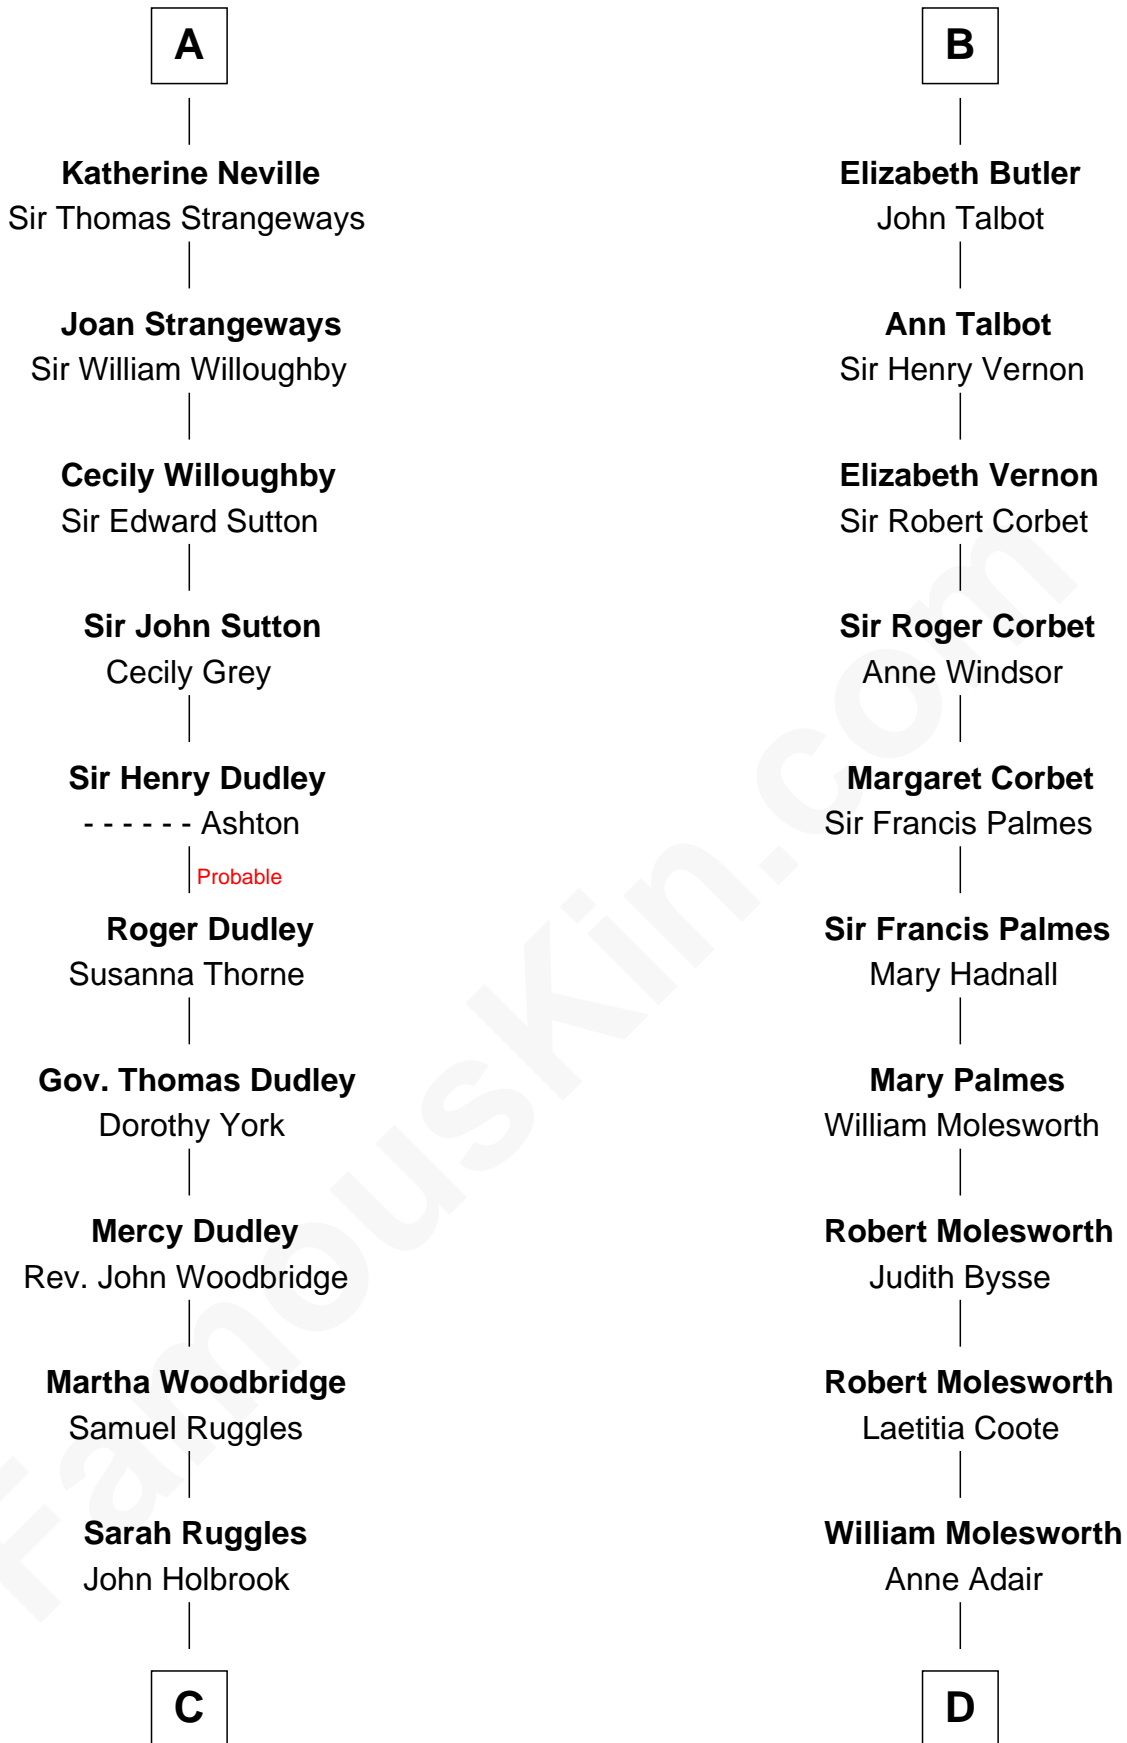 A
Katherine Neville
Sir Thomas Strangeways
Joan Strangeways
Sir William Willoughby
Cecily Willoughby
Sir Edward Sutton
Sir John Sutton
Cecily Grey
Sir Henry Dudley
- - - - - - Ashton
Probable
Roger Dudley
Susanna Thorne
Gov. Thomas Dudley
Dorothy York
Mercy Dudley
Rev. John Woodbridge
Martha Woodbridge
Samuel Ruggles
Sarah Ruggles
John Holbrook
C
B
Elizabeth Butler
John Talbot
Ann Talbot
Sir Henry Vernon
Elizabeth Vernon
Sir Robert Corbet
Sir Roger Corbet
Anne Windsor
Margaret Corbet
Sir Francis Palmes
Sir Francis Palmes
Mary Hadnall
Mary Palmes
William Molesworth
Robert Molesworth
Judith Bysse
Robert Molesworth
Laetitia Coote
William Molesworth
Anne Adair
D
FamousKin.com